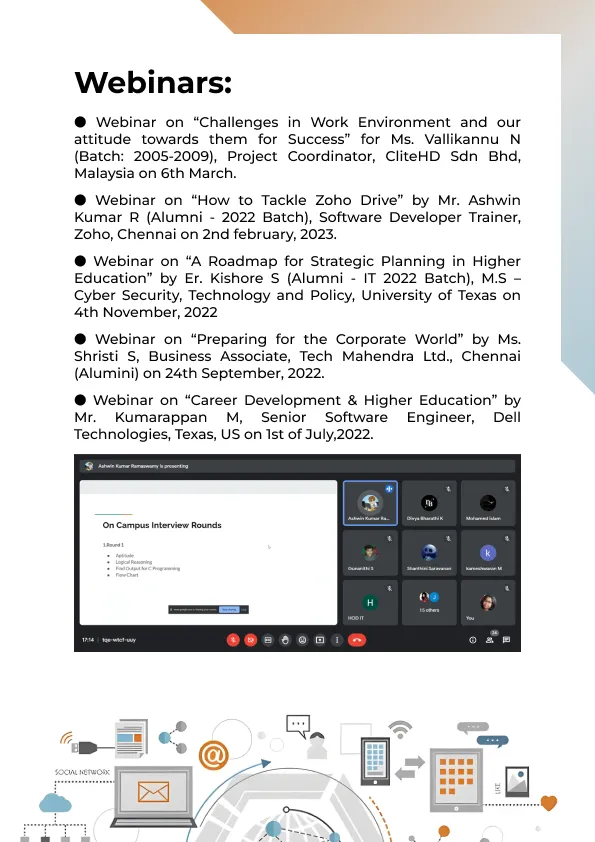 Webinars:
● Webinar on “Challenges in Work Environment and our
attitude towards them for Success” for Ms. Vallikannu N
(Batch: 2005-2009), Project Coordinator, CliteHD Sdn Bhd,
Malaysia on 6th March.
● Webinar on “How to Tackle Zoho Drive” by Mr. Ashwin
Kumar R (Alumni - 2022 Batch), Software Developer Trainer,
Zoho, Chennai on 2nd february, 2023.
● Webinar on “A Roadmap for Strategic Planning in Higher
Education” by Er. Kishore S (Alumni - IT 2022 Batch), M.S –
Cyber Security, Technology and Policy, University of Texas on
4th November, 2022
● Webinar on “Preparing for the Corporate World” by Ms.
Shristi S, Business Associate, Tech Mahendra Ltd., Chennai
(Alumini) on 24th September, 2022.
● Webinar on “Career Development & Higher Education” by
Mr. Kumarappan M, Senior Software Engineer, Dell
Technologies, Texas, US on 1st of July,2022.
Ashwin Kumar Ramaswamy is presenting
On Campus Interview Rounds
1.Round 1
● Aptitude
● Logical Reasoning
● Find Output for C Programming
● Flow Chart
Ashwin Kumar Ra...
Divya Bharathi K
Mohamed Islam
Gunanithi S
Shanthini Saravanan
k
kameshwaran M
H
HOD IT
J
15 others
You
17:14 | tqe-wtcf-uuy
24
SOCIAL NETWORK
@
LIKE